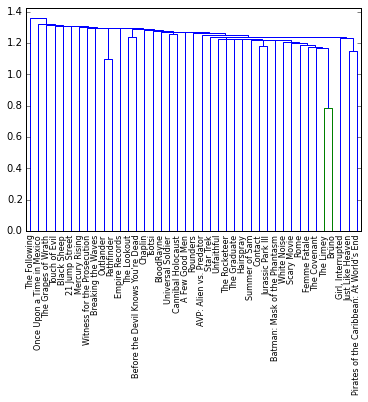 1.4
1.2
1.0
0.8
0.6
0.4
0.2
0.0
The Following
Once Upon a Time in Mexico
The Grapes of Wrath
Touch of Evil
Black Sheep
21 Jump Street
Mercury Rising
Witness for the Prosecution
Breaking the Waves
Outlander
Pathfinder
Empire Records
The Lookout
Before the Devil Knows You're Dead
Chaplin
Tootsi
BloodRayne
Universal Soldier
Cannibal Holocaust
A Few Good Men
Rounders
AVP: Alien vs. Predator
Star Trek
Unfaithful
The Rocketeer
The Graduate
Hairspray
Summer of Sam
Contact
Jurassic Park III
Batman: Mask of the Phantasm
White Noise
Scary Movie
Rome
Femme Fatale
The Covenant
The Limey
Bruno
Girl, Interrupted
Just Like Heaven
Pirates of the Caribbean: At World's End